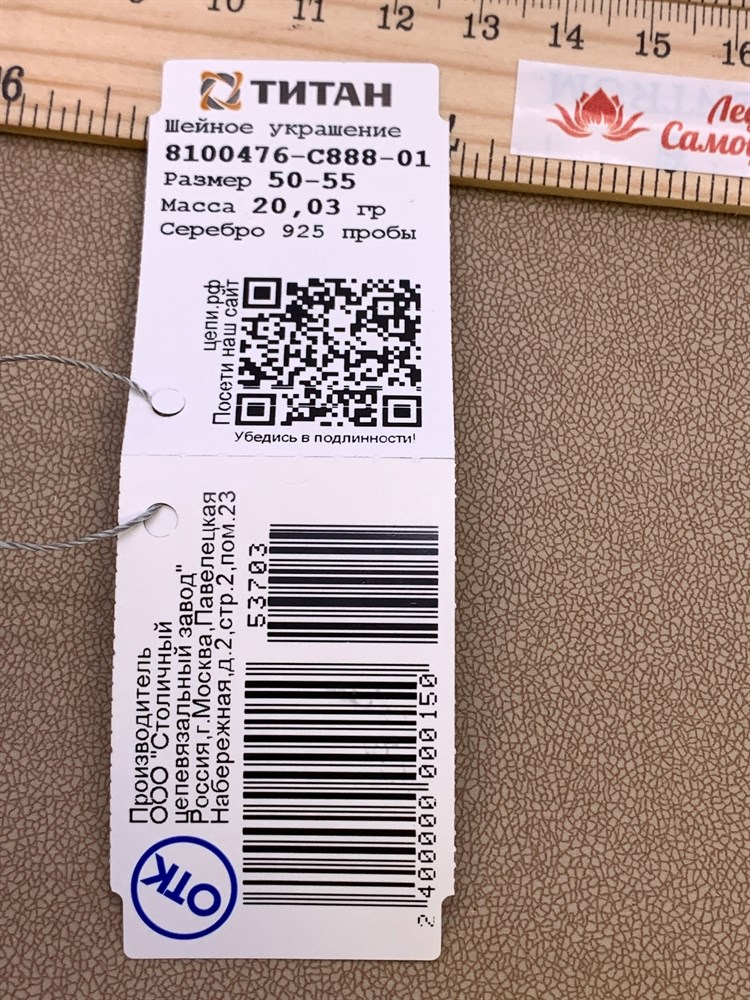 10 11 12 13 14 15 16
6
ТИТАН
Шейное украшение
8100476-С888-01
Размер 50-55
Масса 20,03 гр
Серебро 925 пробы
цепи.рф
Посети наш сайт
Убедись в подлинности!
53703
Производитель
ООО "Столичный
цепевязальный завод"
Россия,г.Москва,Павелецкая
Набережная,д.2,стр.2,пом.23
2 400000 000150
ОТК